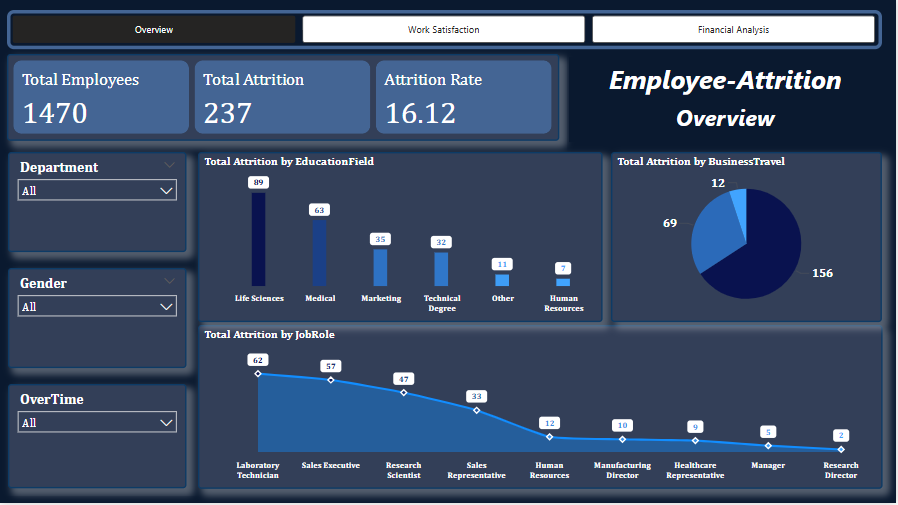 Overview
Work Satisfaction
Financial Analysis
Total Employees
1470
Total Attrition
237
Attrition Rate
16.12
Employee-Attrition
Overview
Department
All
Gender
All
OverTime
All
Total Attrition by EducationField
89
63
35
32
11
7
Life Sciences
Medical
Marketing
Technical
Degree
Other
Human
Resources
Total Attrition by BusinessTravel
12
69
156
Total Attrition by JobRole
62
57
47
33
12
10
9
5
2
Laboratory
Technician
Sales Executive
Research
Scientist
Sales
Representative
Human
Resources
Manufacturing
Director
Healthcare
Representative
Manager
Research
Director